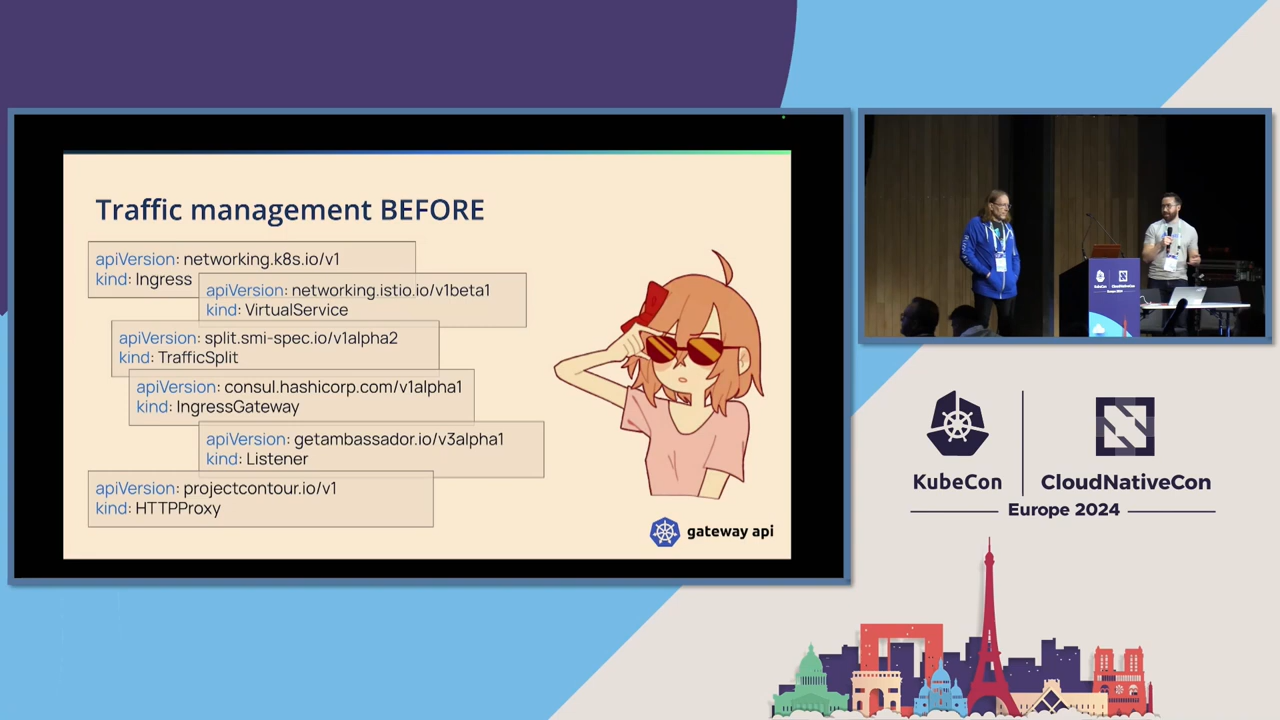 Traffic management BEFORE
apiVersion: networking.k8s.io/v1
kind: Ingress
apiVersion: networking.istio.io/v1beta1
kind: VirtualService
apiVersion: split.smi-spec.io/v1alpha2
kind: TrafficSplit
apiVersion: consul.hashicorp.com/v1alpha1
kind: IngressGateway
apiVersion: getambassador.io/v3alpha1
kind: Listener
apiVersion: projectcontour.io/v1
kind: HTTPProxy
gateway api
KubeCon
CloudNativeCon
Europe 2024